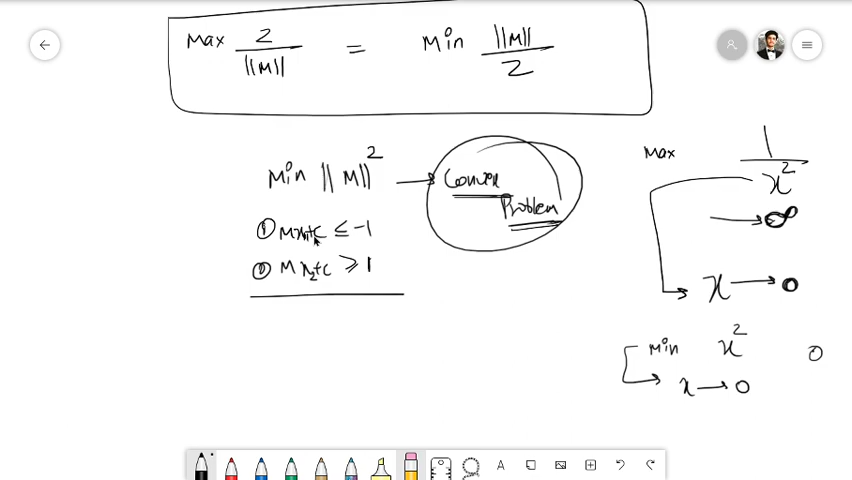 Max 2/||M|| = Min ||M||/2
Min ||M||² → Convex Problem
① Mx₁+C ≤ -1
② Mx₂+C ≥ 1
Max 1/x²
→ ∞
x → 0
Min x² 0
x → 0
A